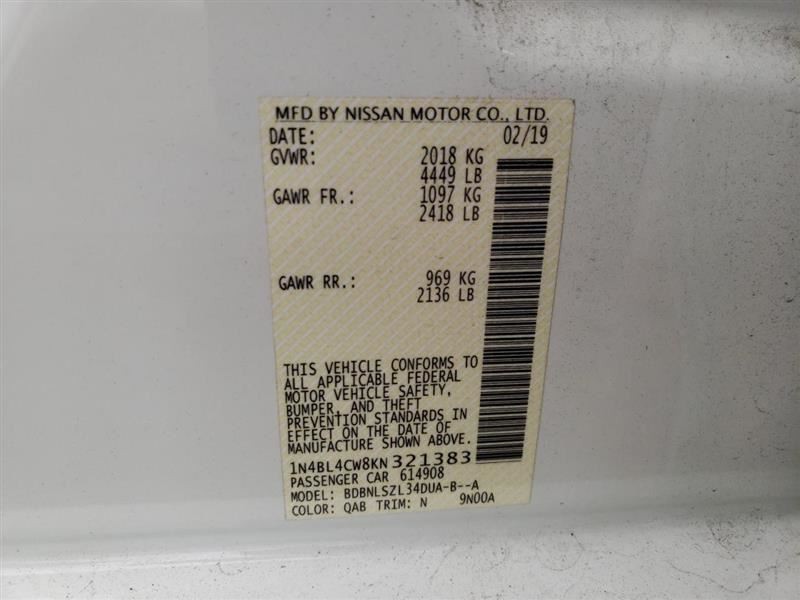 MFD BY NISSAN MOTOR CO., LTD.
DATE: 02/19
GVWR: 2018 KG
4449 LB
GAWR FR.: 1097 KG
2418 LB
GAWR RR.: 969 KG
2136 LB
THIS VEHICLE CONFORMS TO
ALL APPLICABLE FEDERAL
MOTOR VEHICLE SAFETY,
BUMPER, AND THEFT
PREVENTION STANDARDS IN
EFFECT ON THE DATE OF
MANUFACTURE SHOWN ABOVE.
1N4BL4CW8KN321383
PASSENGER CAR 614908
MODEL: BDBNLSZL34DUA-B--A
COLOR: QAB TRIM: N 9N00A